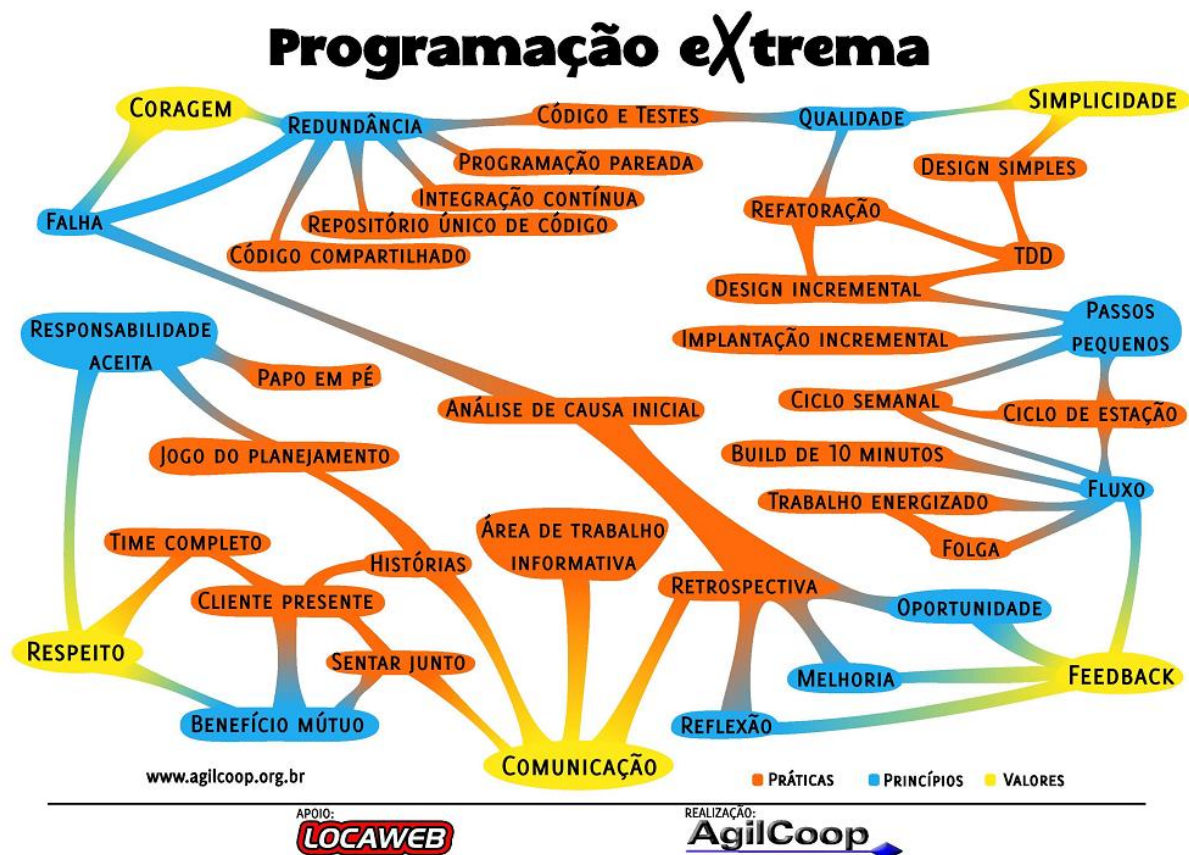 Programação eXtrema
CORAGEM
REDUNDÂNCIA
CÓDIGO E TESTES
QUALIDADE
SIMPLICIDADE
PROGRAMAÇÃO PAREADA
DESIGN SIMPLES
INTEGRAÇÃO CONTÍNUA
REFATORAÇÃO
FALHA
REPOSITÓRIO ÚNICO DE CÓDIGO
CÓDIGO COMPARTILHADO
TDD
DESIGN INCREMENTAL
RESPONSABILIDADE
ACEITA
PASSOS
PEQUENOS
IMPLANTAÇÃO INCREMENTAL
PAPO EM PÉ
ANÁLISE DE CAUSA INICIAL
CICLO SEMANAL
CICLO DE ESTAÇÃO
JOGO DO PLANEJAMENTO
BUILD DE 10 MINUTOS
FLUXO
TRABALHO ENERGIZADO
TIME COMPLETO
ÁREA DE TRABALHO
INFORMATIVA
FOLGA
HISTÓRIAS
RETROSPECTIVA
CLIENTE PRESENTE
OPORTUNIDADE
RESPEITO
SENTAR JUNTO
MELHORIA
FEEDBACK
BENEFÍCIO MÚTUO
REFLEXÃO
COMUNICAÇÃO
www.agilcoop.org.br
PRÁTICAS
PRINCÍPIOS
VALORES
APOIO:
LOCAWEB
REALIZAÇÃO:
AgilCoop